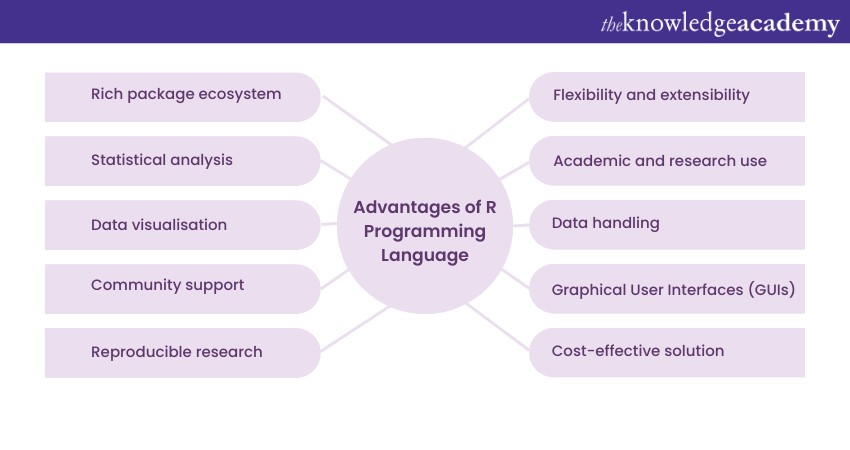 theknowledgeacademy
Rich package ecosystem
Statistical analysis
Data visualisation
Community support
Reproducible research
Advantages of R
Programming
Language
Flexibility and extensibility
Academic and research use
Data handling
Graphical User Interfaces (GUIs)
Cost-effective solution